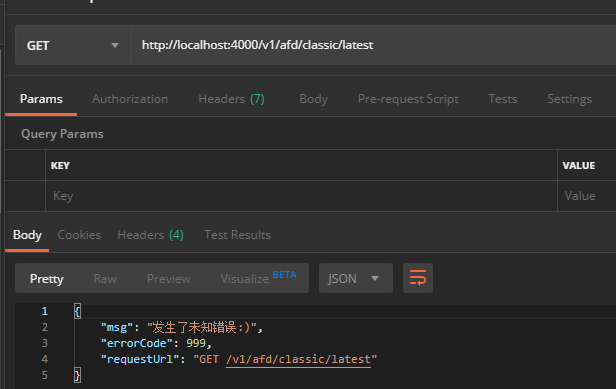 GET http://localhost:4000/v1/afd/classic/latest
Params Authorization Headers (7) Body Pre-request Script Tests Settings
Query Params
KEY VALUE
Key Value
Body Cookies Headers (4) Test Results
Pretty Raw Preview Visualize BETA JSON
1 {
2 "msg": "发生了未知错误:)",
3 "errorCode": 999,
4 "requestUrl": "GET /v1/afd/classic/latest"
5 }